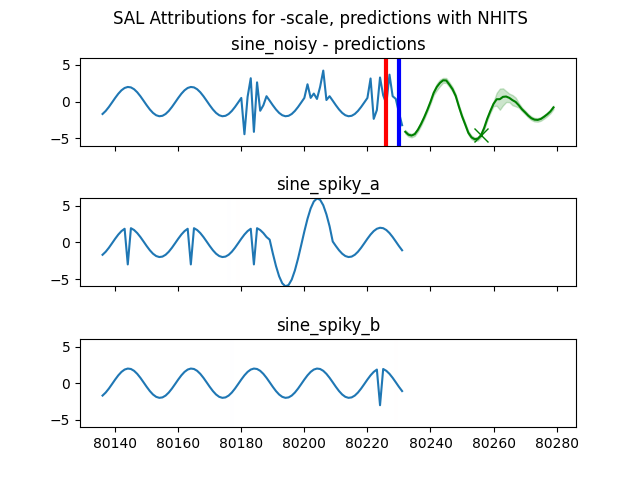 SAL Attributions for -scale, predictions with NHITS
sine_noisy - predictions
5
0
−5
sine_spiky_a
5
0
−5
sine_spiky_b
5
0
−5
80140 80160 80180 80200 80220 80240 80260 80280